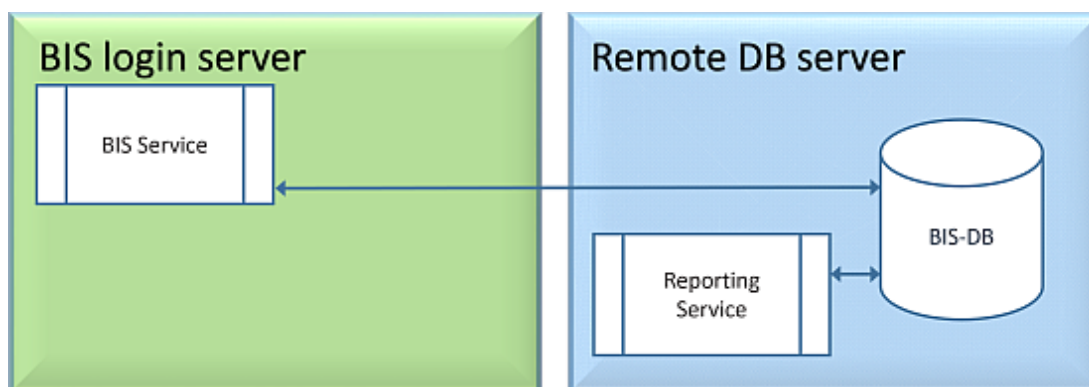 BIS login server
BIS Service
Remote DB server
BIS-DB
Reporting
Service